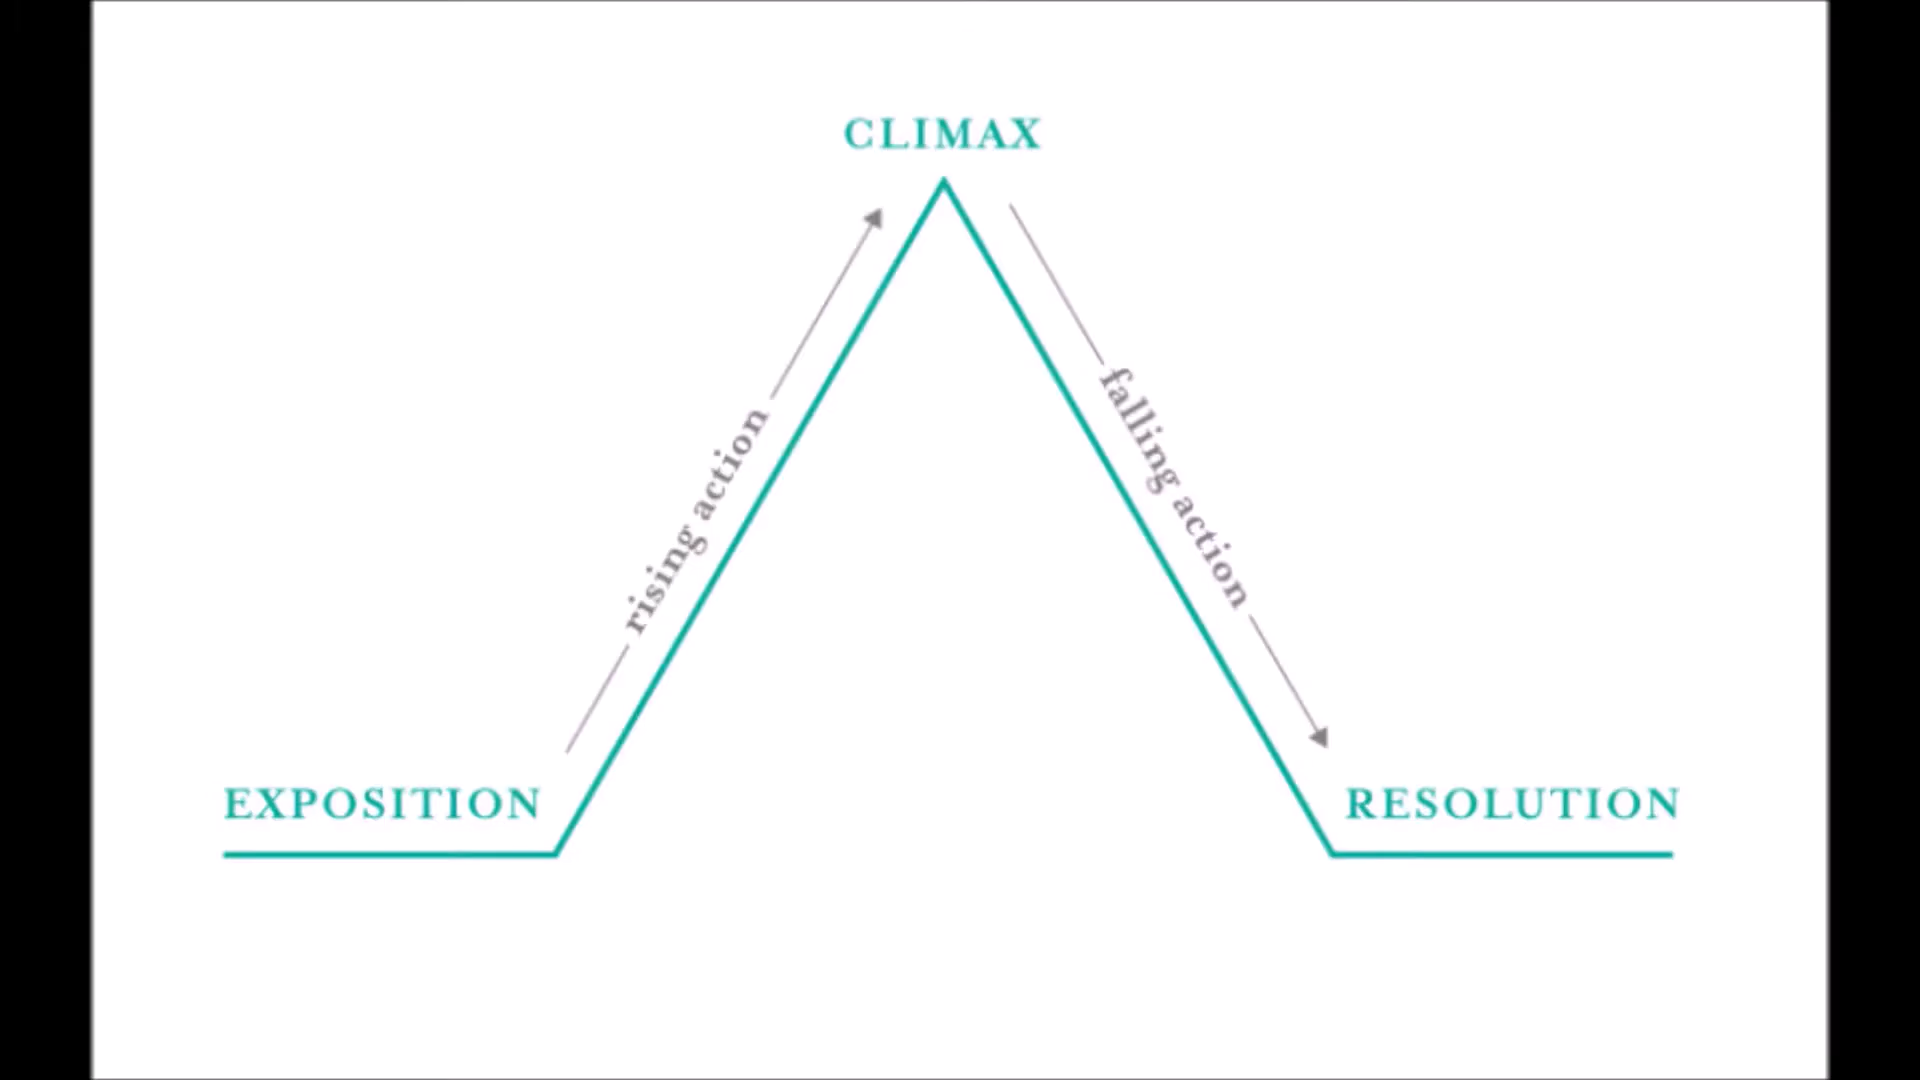 CLIMAX
rising action
falling action
EXPOSITION
RESOLUTION